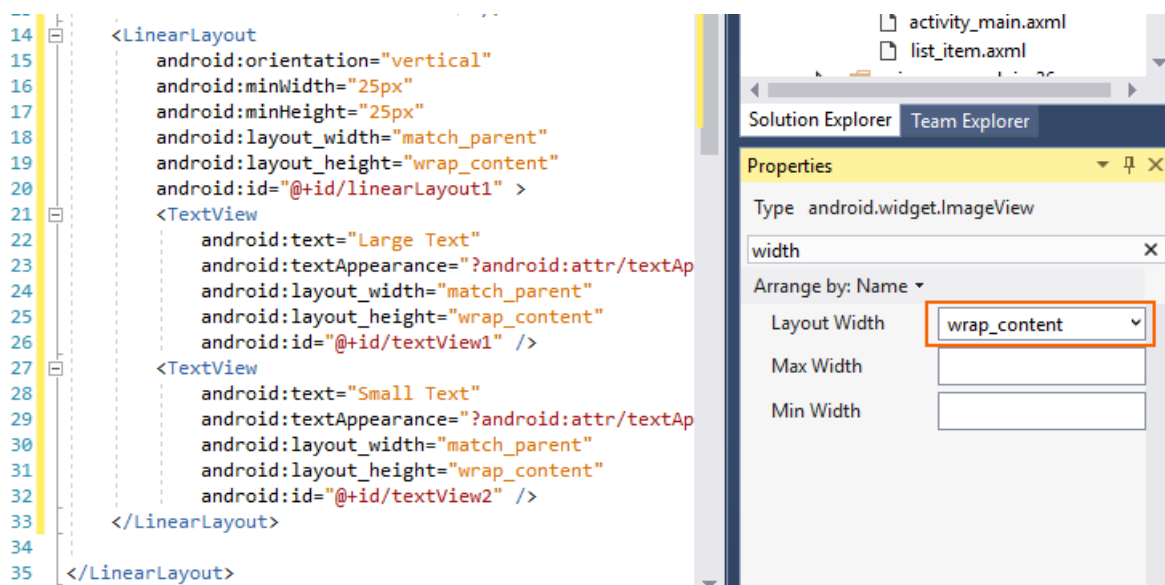 14 <LinearLayout
15 android:orientation="vertical"
16 android:minWidth="25px"
17 android:minHeight="25px"
18 android:layout_width="match_parent"
19 android:layout_height="wrap_content"
20 android:id="@+id/linearLayout1" >
21 <TextView
22 android:text="Large Text"
23 android:textAppearance="?android:attr/textAp
24 android:layout_width="match_parent"
25 android:layout_height="wrap_content"
26 android:id="@+id/textView1" />
27 <TextView
28 android:text="Small Text"
29 android:textAppearance="?android:attr/textAp
30 android:layout_width="match_parent"
31 android:layout_height="wrap_content"
32 android:id="@+id/textView2" />
33 </LinearLayout>
34
35 </LinearLayout>
activity_main.axml
list_item.axml
Solution Explorer Team Explorer
Properties
Type android.widget.ImageView
width
Arrange by: Name
Layout Width wrap_content
Max Width
Min Width